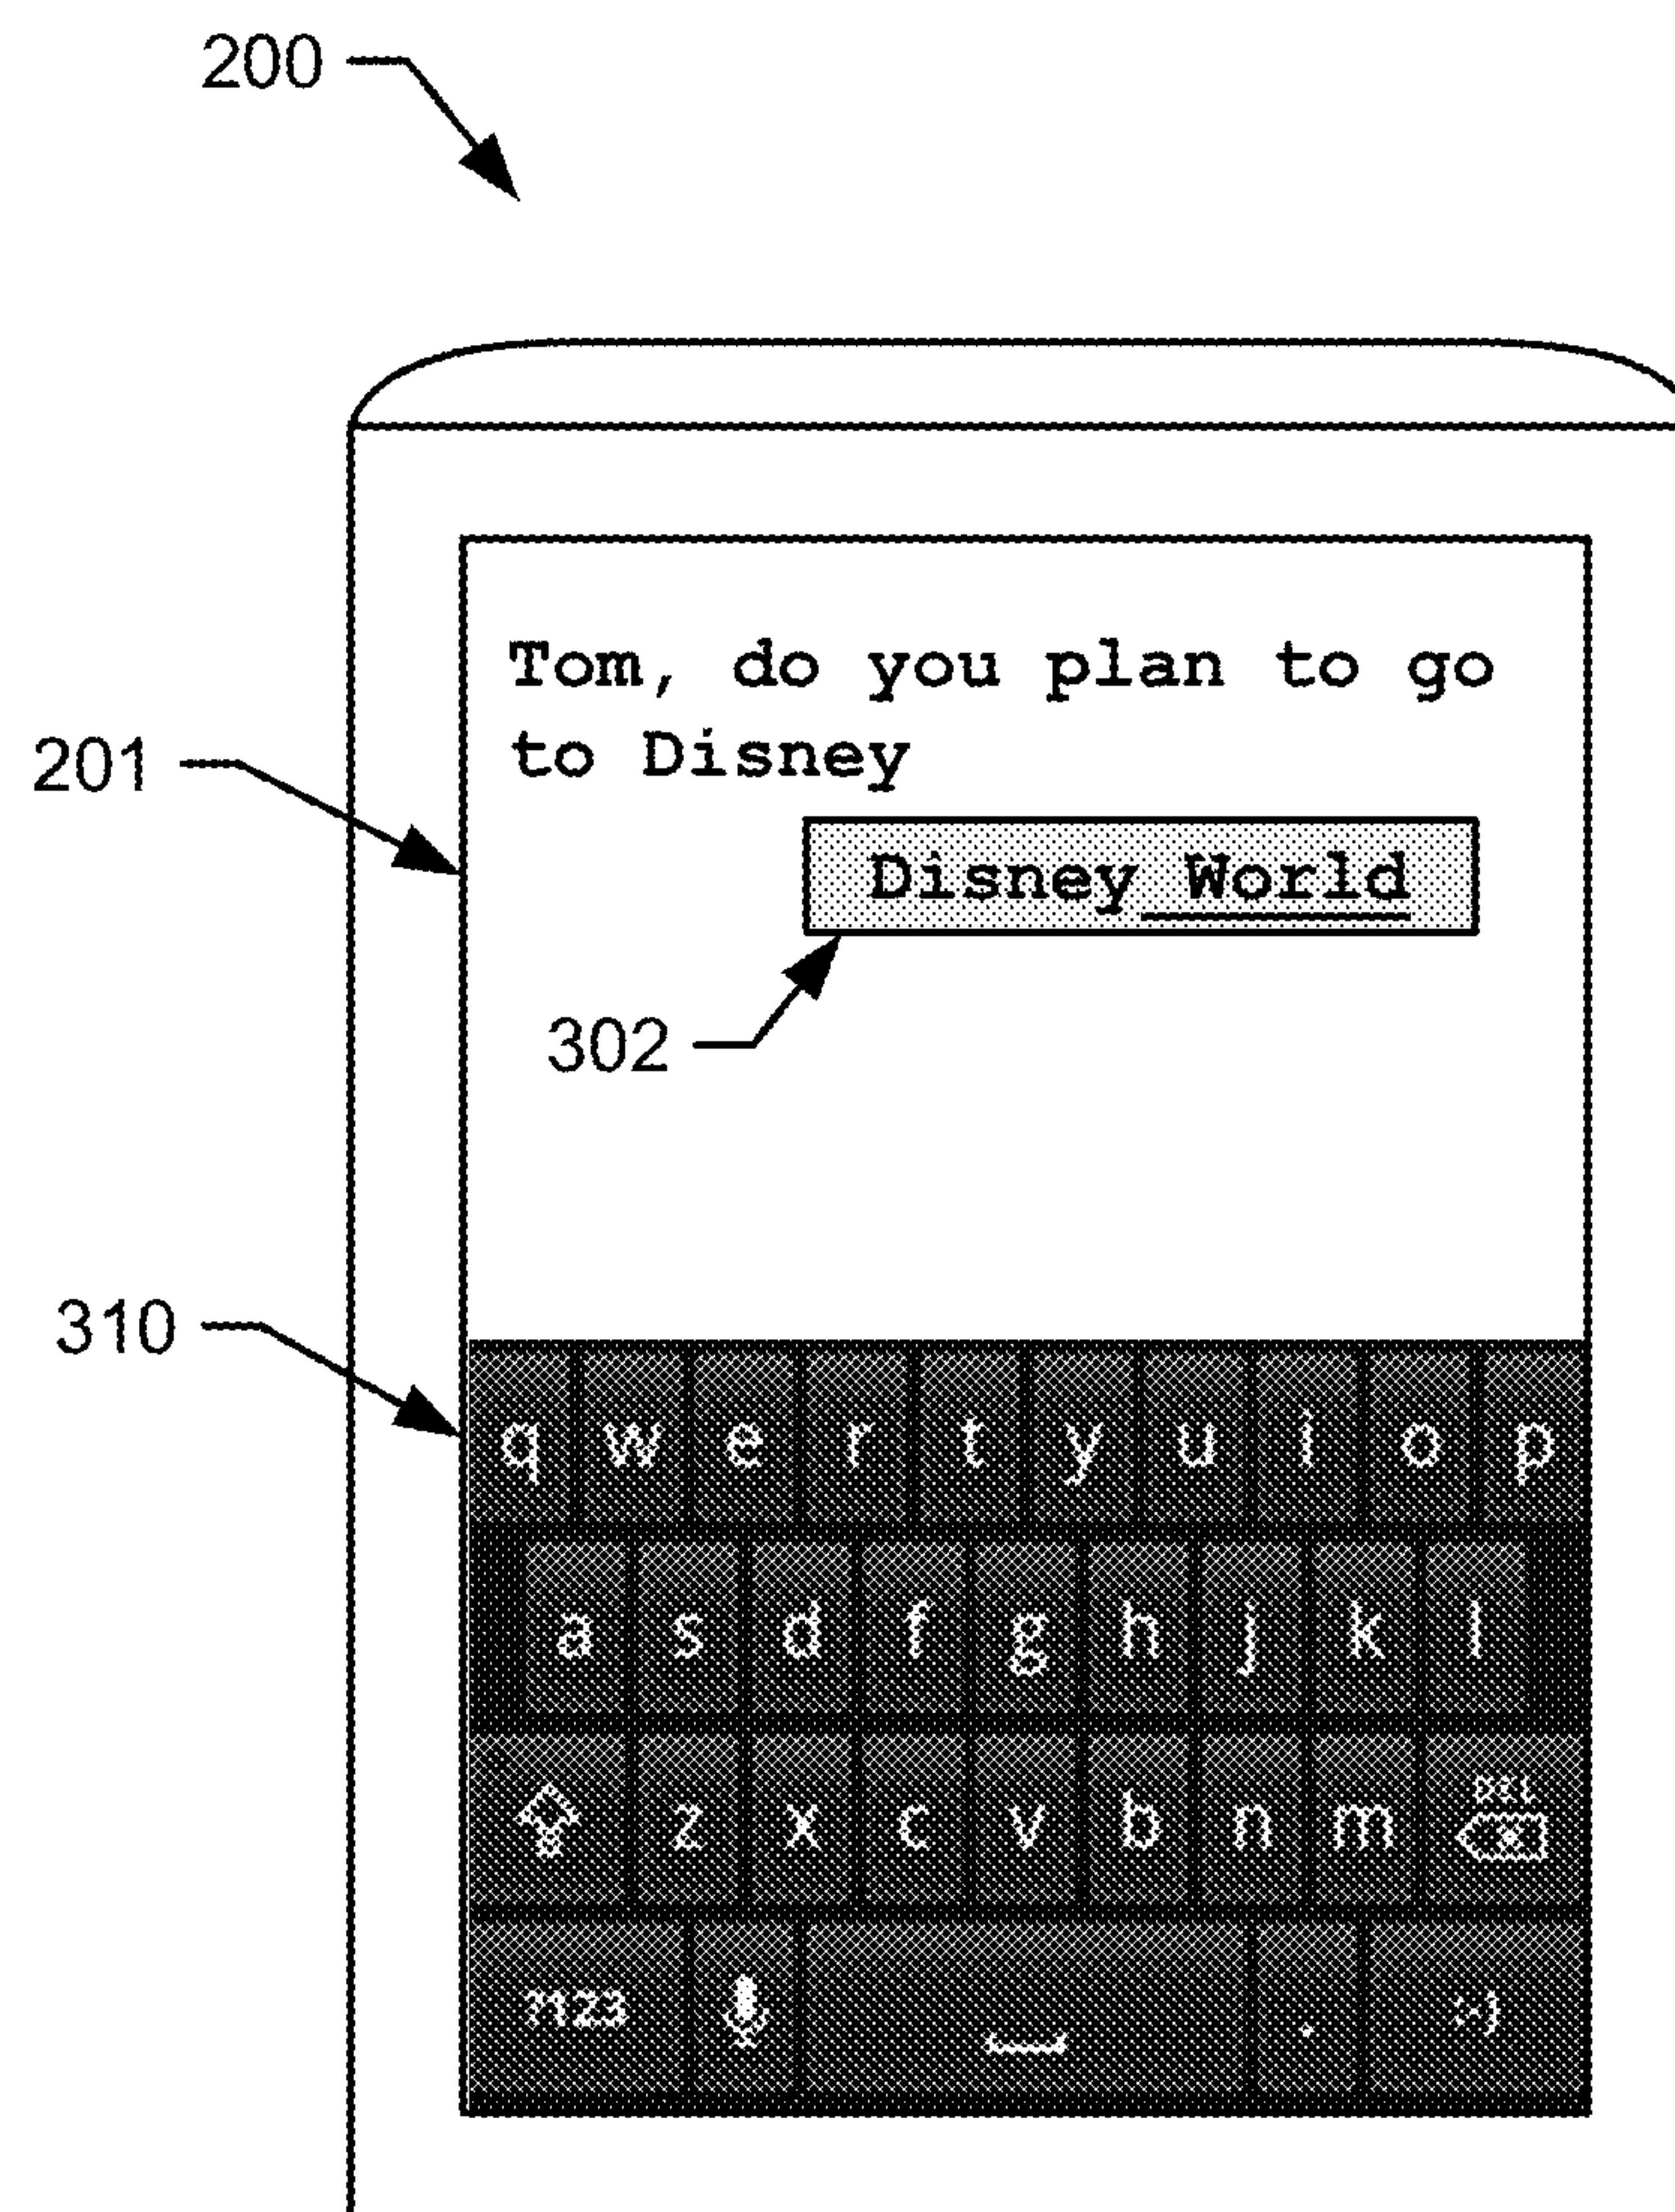 200
Tom, do you plan to go
to Disney
201
Disney World
302
310
q w e r t y u i o p
a s d f g h j k l
z x c v b n m DEL
?123 . :-)